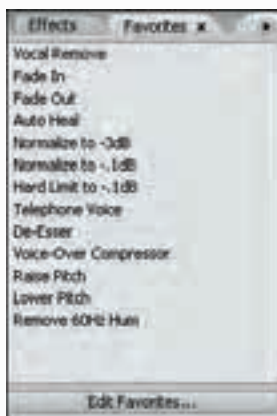 Effects Favorites x
Vocal Remove
Fade In
Fade Out
Auto Heal
Normalize to -3dB
Normalize to -.1dB
Hard Limit to -.1dB
Telephone Voice
De-Esser
Voice-Over Compressor
Raise Pitch
Lower Pitch
Remove 60Hz Hum
Edit Favorites...